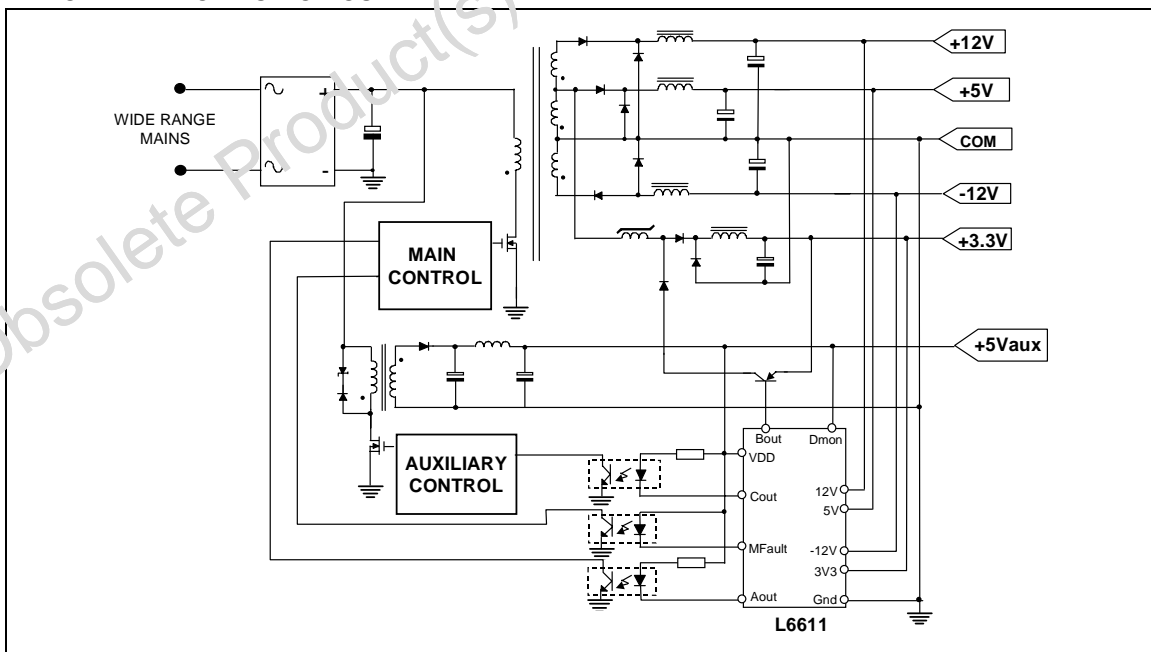 Obsolete Product(s)
+12V
+5V
WIDE RANGE
MAINS
+
-
COM
-12V
+3.3V
MAIN
CONTROL
+5Vaux
Bout
Dmon
VDD
AUXILIARY
CONTROL
12V
Cout
5V
MFault
-12V
3V3
Aout
Gnd
L6611